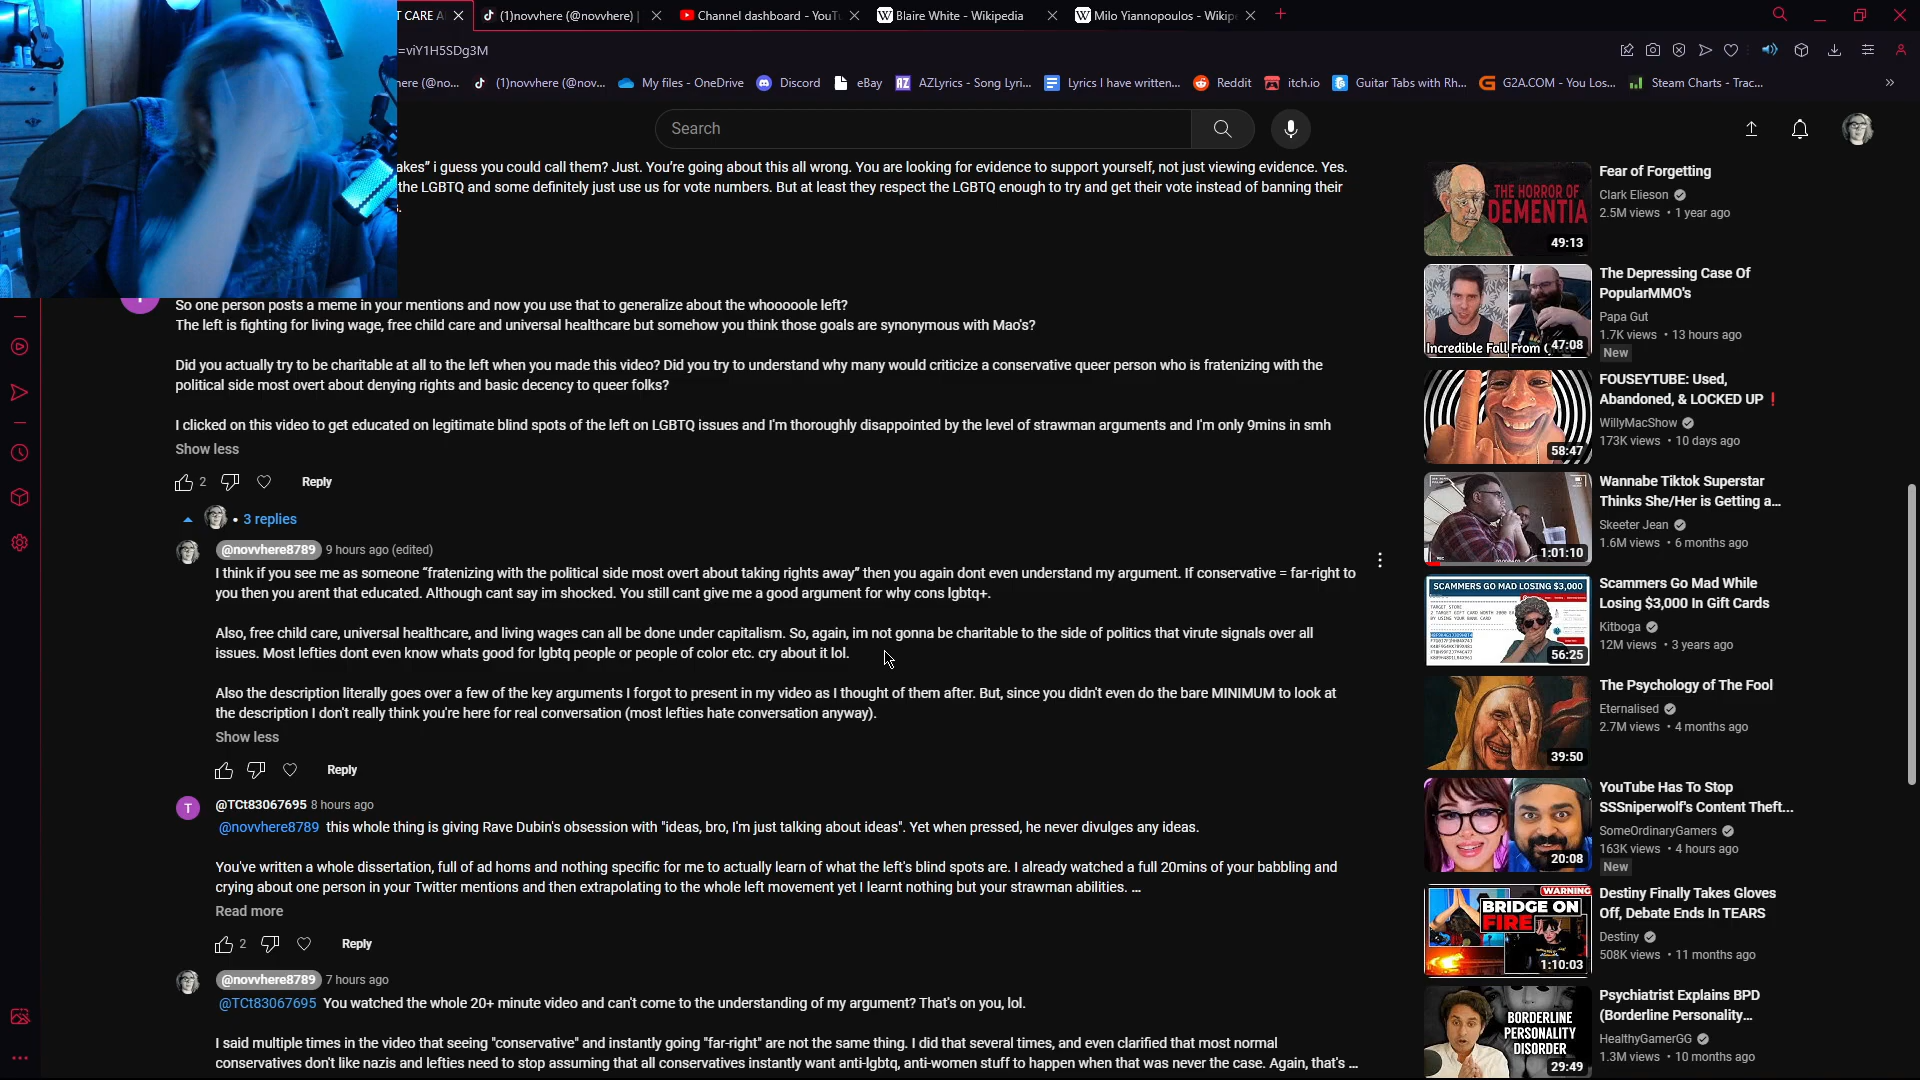 T CARE A
(1)novvhere (@novvhere) |
Channel dashboard - YouTu
Blaire White - Wikipedia
Milo Yiannopoulos - Wikip
=viY1H5SDg3M
here (@no...
(1)novvhere (@nov...
My files - OneDrive
Discord
eBay
AZLyrics - Song Lyri...
Lyrics I have written...
Reddit
itch.io
Guitar Tabs with Rh...
G2A.COM - You Los...
Steam Charts - Trac...
Search
akes” i guess you could call them? Just. You’re going about this all wrong. You are looking for evidence to support yourself, not just viewing evidence. Yes.
the LGBTQ and some definitely just use us for vote numbers. But at least they respect the LGBTQ enough to try and get their vote instead of banning their
So one person posts a meme in your mentions and now you use that to generalize about the whooooole left?
The left is fighting for living wage, free child care and universal healthcare but somehow you think those goals are synonymous with Mao's?
Did you actually try to be charitable at all to the left when you made this video? Did you try to understand why many would criticize a conservative queer person who is fratenizing with the
political side most overt about denying rights and basic decency to queer folks?
I clicked on this video to get educated on legitimate blind spots of the left on LGBTQ issues and I'm thoroughly disappointed by the level of strawman arguments and I'm only 9mins in smh
Show less
2
Reply
• 3 replies
@novvhere8789 9 hours ago (edited)
I think if you see me as someone “fratenizing with the political side most overt about taking rights away” then you again dont even understand my argument. If conservative = far-right to
you then you arent that educated. Although cant say im shocked. You still cant give me a good argument for why cons lgbtq+.
Also, free child care, universal healthcare, and living wages can all be done under capitalism. So, again, im not gonna be charitable to the side of politics that virute signals over all
issues. Most lefties dont even know whats good for lgbtq people or people of color etc. cry about it lol.
Also the description literally goes over a few of the key arguments I forgot to present in my video as I thought of them after. But, since you didn't even do the bare MINIMUM to look at
the description I don't really think you're here for real conversation (most lefties hate conversation anyway).
Show less
Reply
T
@TCt83067695 8 hours ago
@novvhere8789 this whole thing is giving Rave Dubin's obsession with "ideas, bro, I'm just talking about ideas". Yet when pressed, he never divulges any ideas.
You've written a whole dissertation, full of ad homs and nothing specific for me to actually learn of what the left's blind spots are. I already watched a full 20mins of your babbling and
crying about one person in your Twitter mentions and then extrapolating to the whole left movement yet I learnt nothing but your strawman abilities. ...
Read more
2
Reply
@novvhere8789 7 hours ago
@TCt83067695 You watched the whole 20+ minute video and can't come to the understanding of my argument? That's on you, lol.
I said multiple times in the video that seeing "conservative" and instantly going "far-right" are not the same thing. I did that several times, and even clarified that most normal
conservatives don't like nazis and lefties need to stop assuming that all conservatives instantly want anti-lgbtq, anti-women stuff to happen when that was never the case. Again, that's ...
THE HORROR OF
DEMENTIA
49:13
Fear of Forgetting
Clark Elieson
2.5M views • 1 year ago
Incredible Fall From
47:08
The Depressing Case Of
PopularMMO's
Papa Gut
1.7K views • 13 hours ago
New
58:47
FOUSEYTUBE: Used,
Abandoned, & LOCKED UP❗
WillyMacShow
173K views • 10 days ago
1:01:10
Wannabe Tiktok Superstar
Thinks She/Her is Getting a...
Skeeter Jean
1.6M views • 6 months ago
SCAMMERS GO MAD LOSING $3,000
56:25
Scammers Go Mad While
Losing $3,000 In Gift Cards
Kitboga
12M views • 3 years ago
39:50
The Psychology of The Fool
Eternalised
2.7M views • 4 months ago
20:08
YouTube Has To Stop
SSSniperwolf's Content Theft...
SomeOrdinaryGamers
163K views • 4 hours ago
New
WARNING
BRIDGE ON
FIRE
1:10:03
Destiny Finally Takes Gloves
Off, Debate Ends In TEARS
Destiny
508K views • 11 months ago
BORDERLINE
PERSONALITY
DISORDER
29:49
Psychiatrist Explains BPD
(Borderline Personality...
HealthyGamerGG
1.3M views • 10 months ago